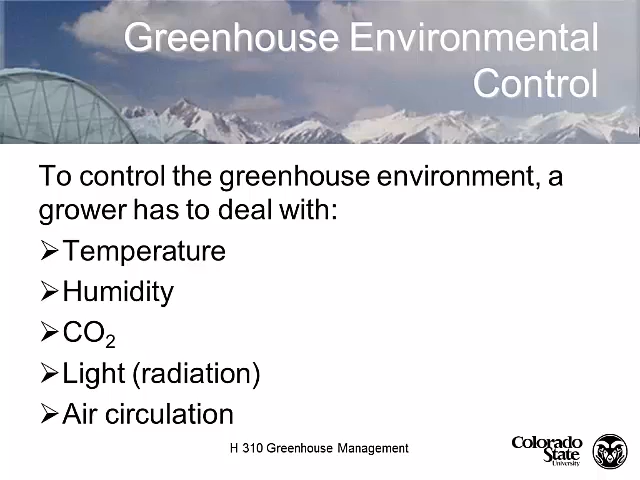 Greenhouse Environmental
Control
To control the greenhouse environment, a
grower has to deal with:
➢Temperature
➢Humidity
➢CO₂
➢Light (radiation)
➢Air circulation
H 310 Greenhouse Management
Colorado
State
University